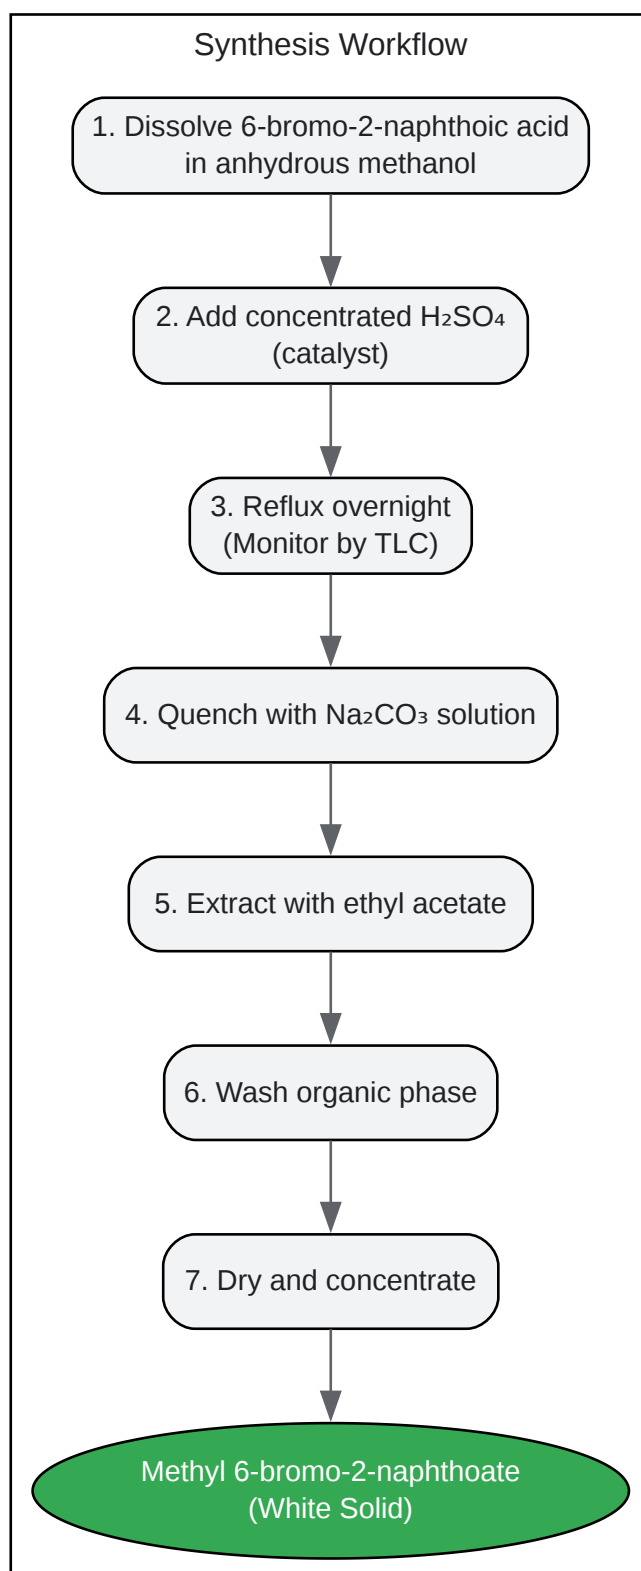 Synthesis Workflow
1. Dissolve 6-bromo-2-naphthoic acid
in anhydrous methanol
2. Add concentrated H₂SO₄
(catalyst)
3. Reflux overnight
(Monitor by TLC)
4. Quench with Na₂CO₃ solution
5. Extract with ethyl acetate
6. Wash organic phase
7. Dry and concentrate
Methyl 6-bromo-2-naphthoate
(White Solid)